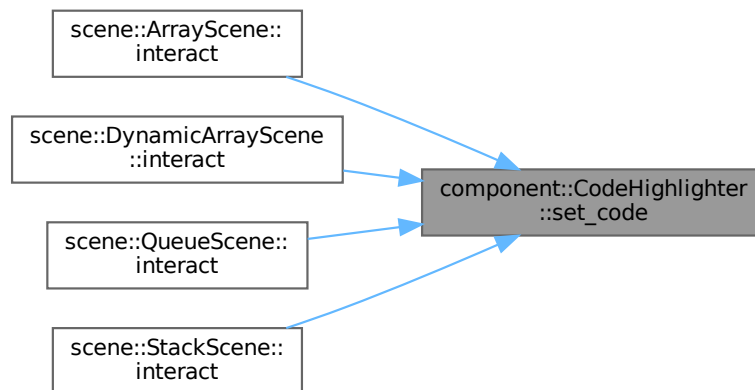 scene::ArrayScene::
interact
scene::DynamicArrayScene
::interact
component::CodeHighlighter
::set_code
scene::QueueScene::
interact
scene::StackScene::
interact